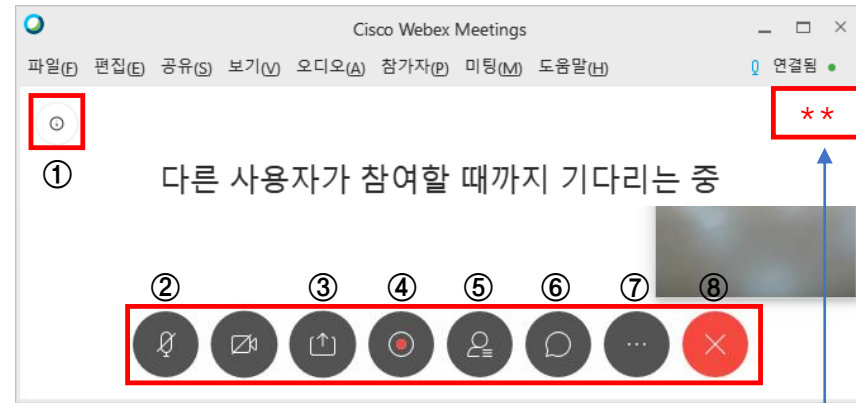 Cisco Webex Meetings
파일(F) 편집(E) 공유(S) 보기(V) 오디오(A) 참가자(P) 미팅(M) 도움말(H) 연결됨
**
①
다른 사용자가 참여할 때까지 기다리는 중
② ③ ④ ⑤ ⑥ ⑦ ⑧